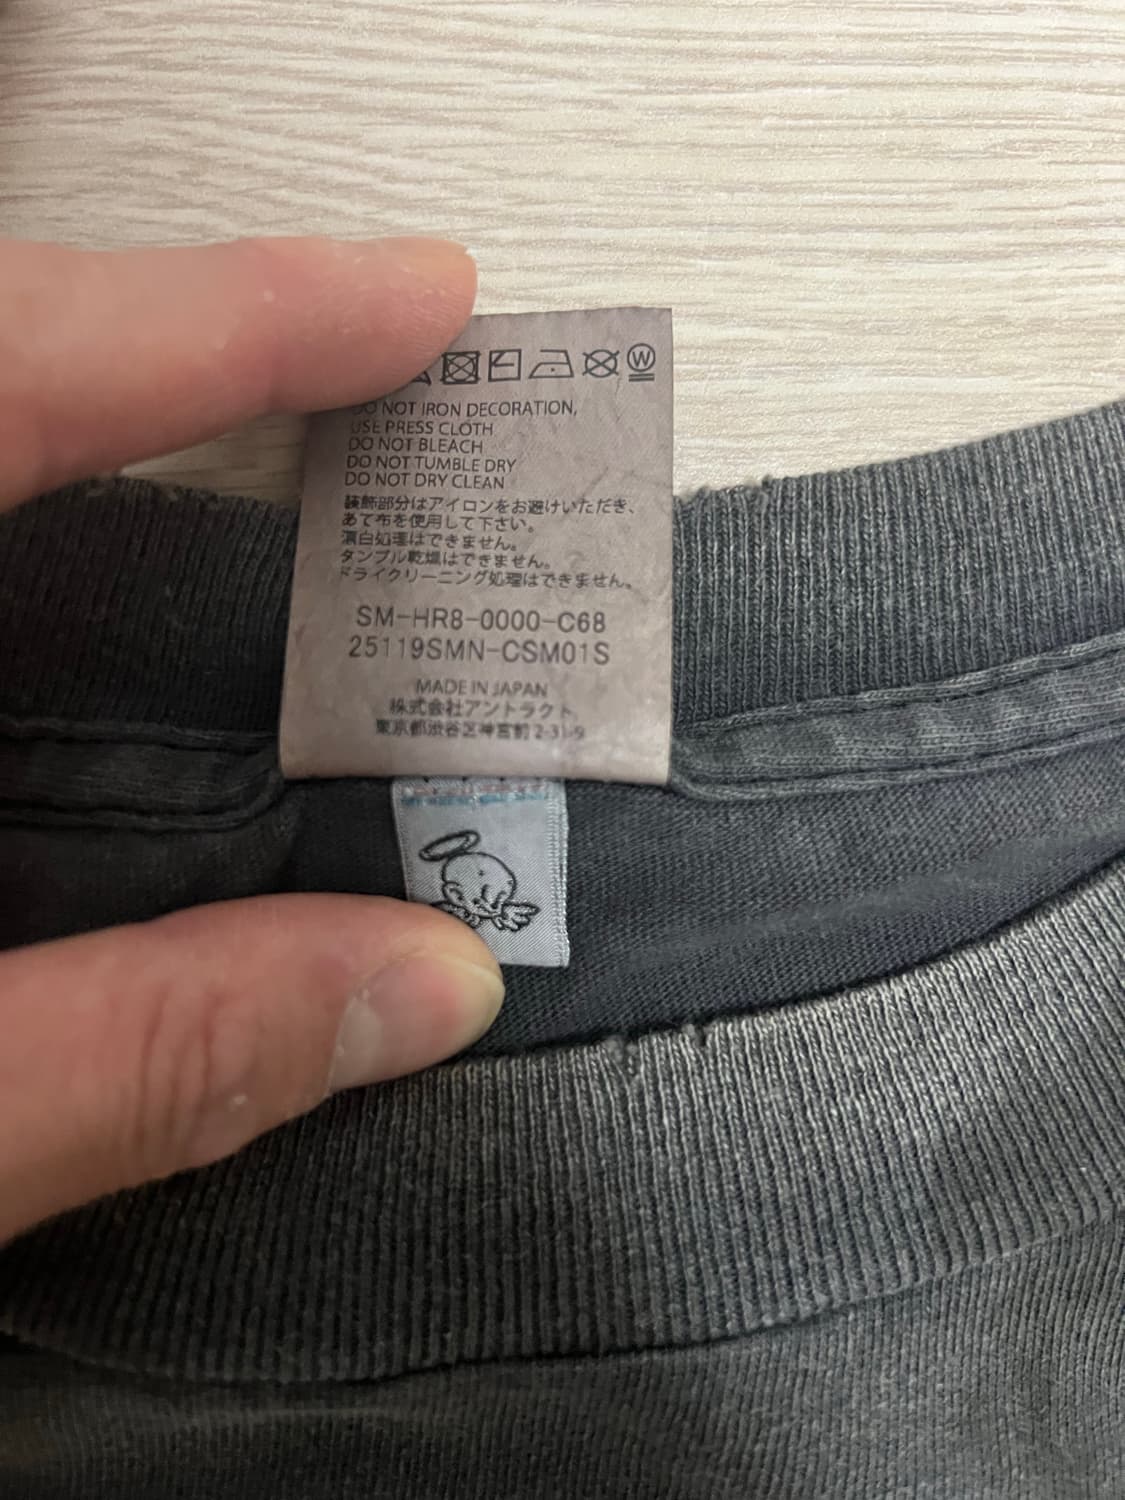 W
DO NOT IRON DECORATION,
USE PRESS CLOTH
DO NOT BLEACH
DO NOT TUMBLE DRY
DO NOT DRY CLEAN
装飾部分はアイロンをお避けいただき、
あて布を使用して下さい。
漂白処理はできません。
タンブル乾燥はできません。
ドライクリーニング処理はできません。
SM-HR8-0000-C68
25119SMN-CSM01S
MADE IN JAPAN
株式会社アントラクト
東京都渋谷区神宮前2-31-9